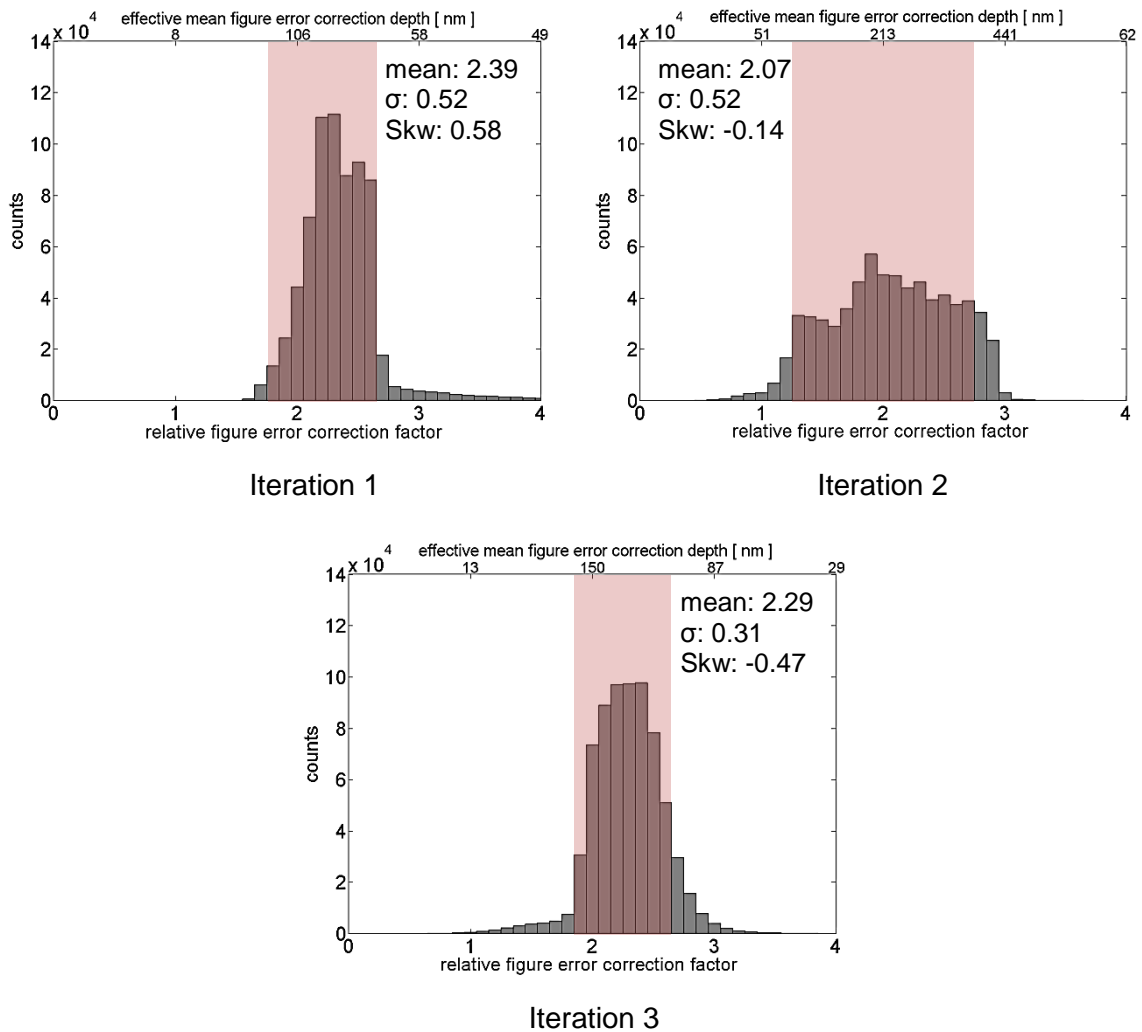 effective mean figure error correction depth [ nm ]
8 106 58 49
x 10 4
14
12
10
8
6
4
2
0
counts
mean: 2.39
σ: 0.52
Skw: 0.58
0 1 2 3 4
relative figure error correction factor
Iteration 1
effective mean figure error correction depth [ nm ]
51 213 441 62
x 10 4
14
12
10
8
6
4
2
0
counts
mean: 2.07
σ: 0.52
Skw: -0.14
0 1 2 3 4
relative figure error correction factor
Iteration 2
effective mean figure error correction depth [ nm ]
13 150 87 29
x 10 4
14
12
10
8
6
4
2
0
counts
mean: 2.29
σ: 0.31
Skw: -0.47
0 1 2 3 4
relative figure error correction factor
Iteration 3